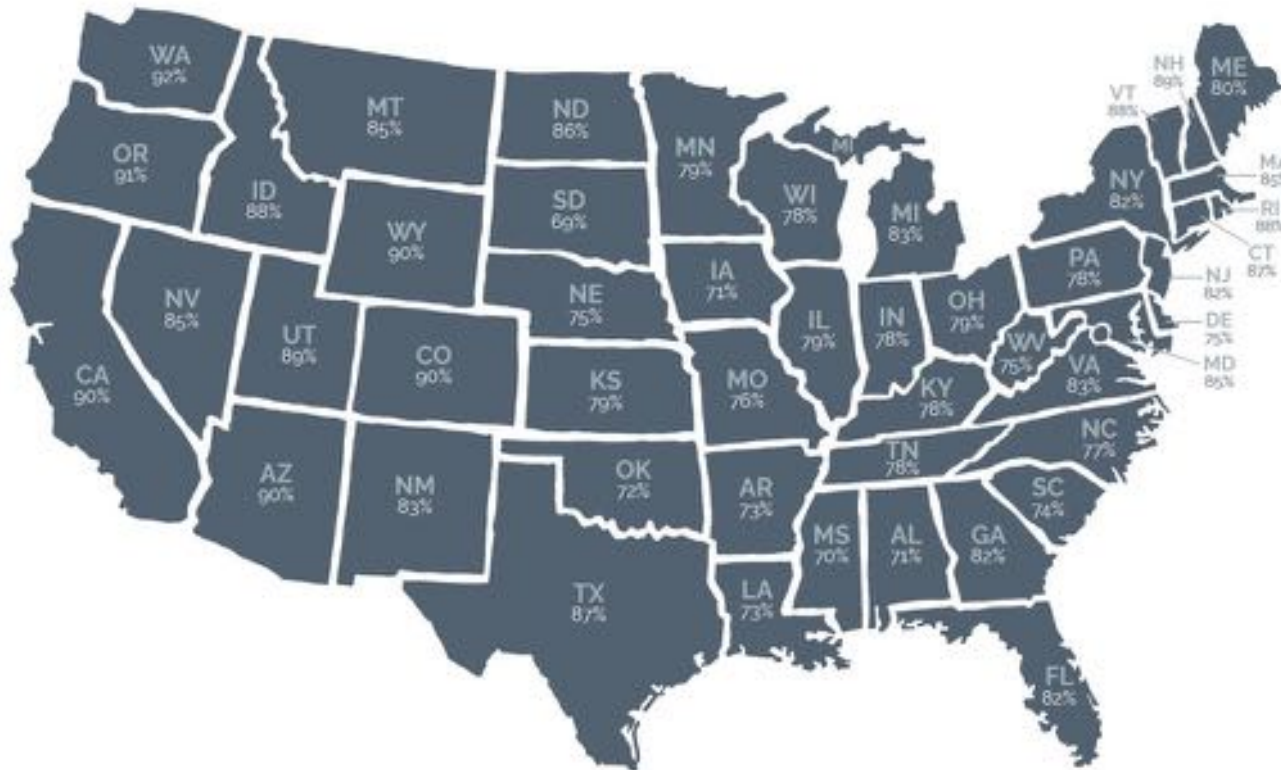 WA
92%
OR
91%
CA
90%
NV
85%
ID
88%
MT
85%
WY
90%
UT
89%
CO
90%
AZ
90%
NM
83%
ND
86%
SD
69%
NE
75%
KS
79%
OK
72%
TX
87%
MN
79%
IA
71%
MO
76%
AR
73%
LA
73%
WI
78%
IL
79%
MI
MI
83%
IN
78%
OH
79%
KY
78%
TN
78%
MS
70%
AL
71%
GA
82%
FL
82%
SC
74%
NC
77%
VA
83%
WV
75%
PA
78%
NY
82%
VT
88%
NH
89%
ME
80%
MA
85%
RI
88%
CT
87%
NJ
82%
DE
75%
MD
85%